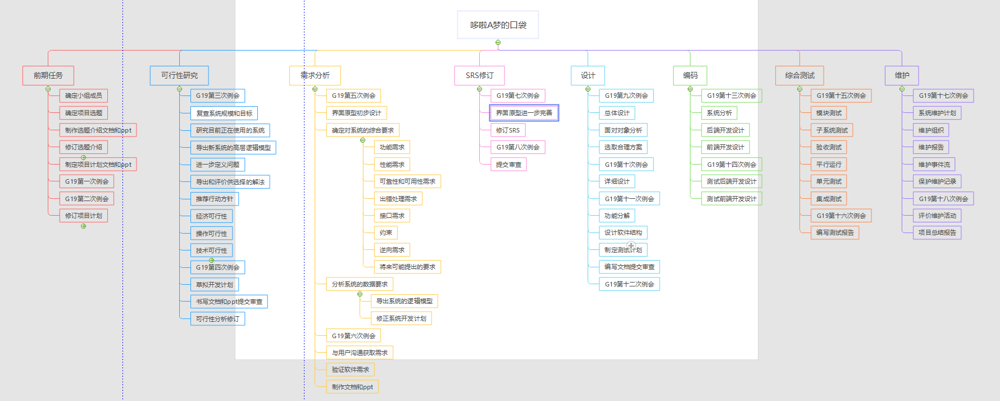 哆啦A梦的口袋
前期任务
确定小组成员
确定项目选题
制作选题介绍文档和ppt
修订选题介绍
制定项目计划文档和ppt
G19第一次例会
G19第二次例会
修订项目计划
可行性研究
G19第三次例会
复查系统规模和目标
研究目前正在使用的系统
导出新系统的高层逻辑模型
进一步定义问题
导出和评价供选择的解法
推荐行动方针
经济可行性
操作可行性
技术可行性
G19第四次例会
草拟开发计划
书写文档和ppt提交审查
可行性分析修订
需求分析
G19第五次例会
界面原型初步设计
确定对系统的综合要求
功能需求
性能需求
可靠性和可用性需求
出错处理需求
接口需求
约束
逆向需求
将来可能提出的要求
分析系统的数据要求
导出系统的逻辑模型
修正系统开发计划
G19第六次例会
与用户沟通获取需求
验证软件需求
制作文档和ppt
SRS修订
G19第七次例会
界面原型进一步完善
修订SRS
G19第八次例会
提交审查
设计
G19第九次例会
总体设计
面对对象分析
选取合理方案
G19第十次例会
详细设计
G19第十一次例会
功能分解
设计软件结构
制定测试计划
编写文档提交审查
G19第十二次例会
编码
G19第十三次例会
系统分析
后端开发设计
前端开发设计
G19第十四次例会
测试后端开发设计
测试前端开发设计
综合测试
G19第十五次例会
模块测试
子系统测试
验收测试
平行运行
单元测试
集成测试
G19第十六次例会
编写测试报告
维护
G19第十七次例会
系统维护计划
维护组织
维护报告
维护事件流
保护维护记录
G19第十八次例会
评价维护活动
项目总结报告